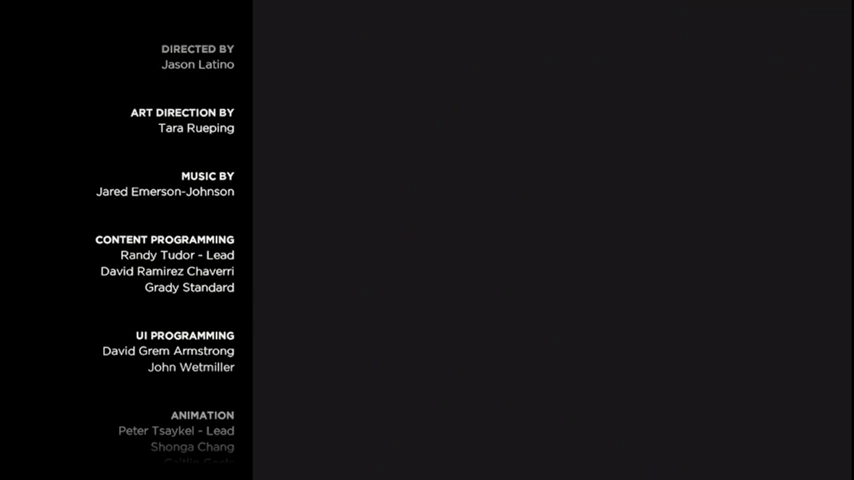 DIRECTED BY
Jason Latino
ART DIRECTION BY
Tara Rueping
MUSIC BY
Jared Emerson-Johnson
CONTENT PROGRAMMING
Randy Tudor - Lead
David Ramirez Chaverri
Grady Standard
UI PROGRAMMING
David Grem Armstrong
John Wetmiller
ANIMATION
Peter Tsaykel - Lead
Shonga Chang